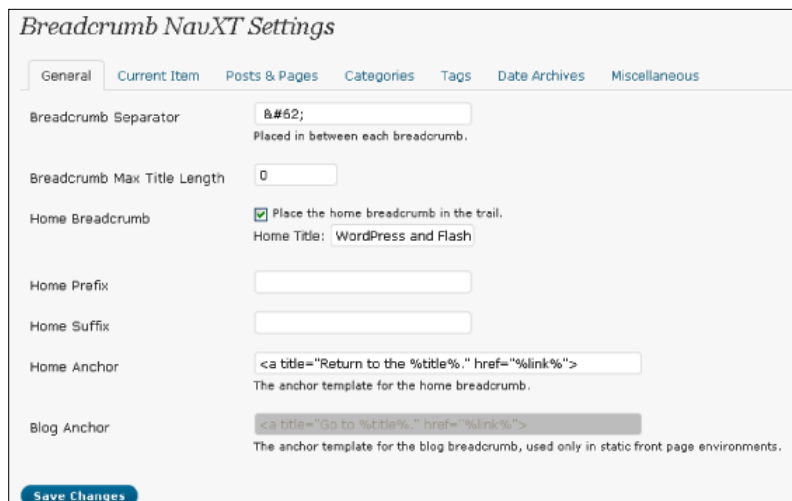 Breadcrumb NavXT Settings
General Current Item Posts & Pages Categories Tags Date Archives Miscellaneous
Breadcrumb Separator &#62;
Placed in between each breadcrumb.
Breadcrumb Max Title Length 0
Home Breadcrumb Place the home breadcrumb in the trail.
Home Title: WordPress and Flash
Home Prefix
Home Suffix
Home Anchor <a title="Return to the %title%." href="%link%">
The anchor template for the home breadcrumb.
Blog Anchor <a title="Go to %title%." href="%link%">
The anchor template for the blog breadcrumb, used only in static front page environments.
Save Changes